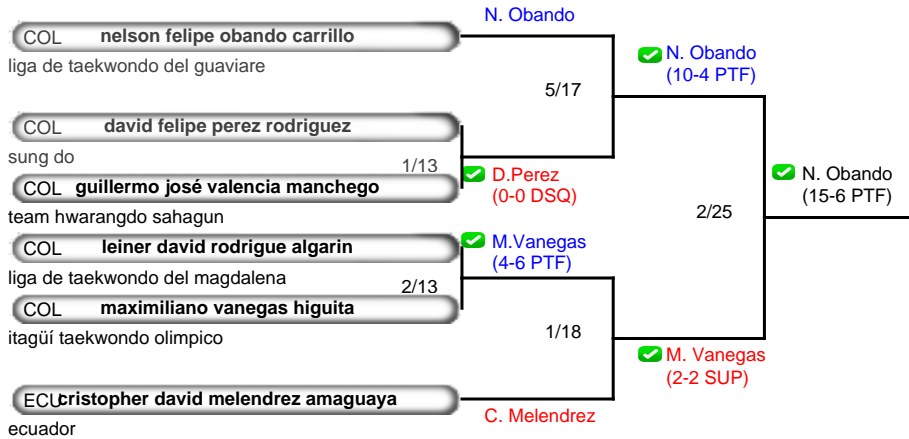 N. Obando
COL nelson felipe obando carrillo
liga de taekwondo del guaviare
N. Obando
(10-4 PTF)
5/17
COL david felipe perez rodriguez
sung do
1/13
D.Perez
(0-0 DSQ)
COL guillermo josé valencia manchego
team hwarangdo sahagun
N. Obando
(15-6 PTF)
2/25
COL leiner david rodrigue algarin
liga de taekwondo del magdalena
M.Vanegas
(4-6 PTF)
2/13
COL maximiliano vanegas higuita
itagüí taekwondo olimpico
1/18
M. Vanegas
(2-2 SUP)
ECU cristopher david melendrez amaguaya
ecuador
C. Melendrez